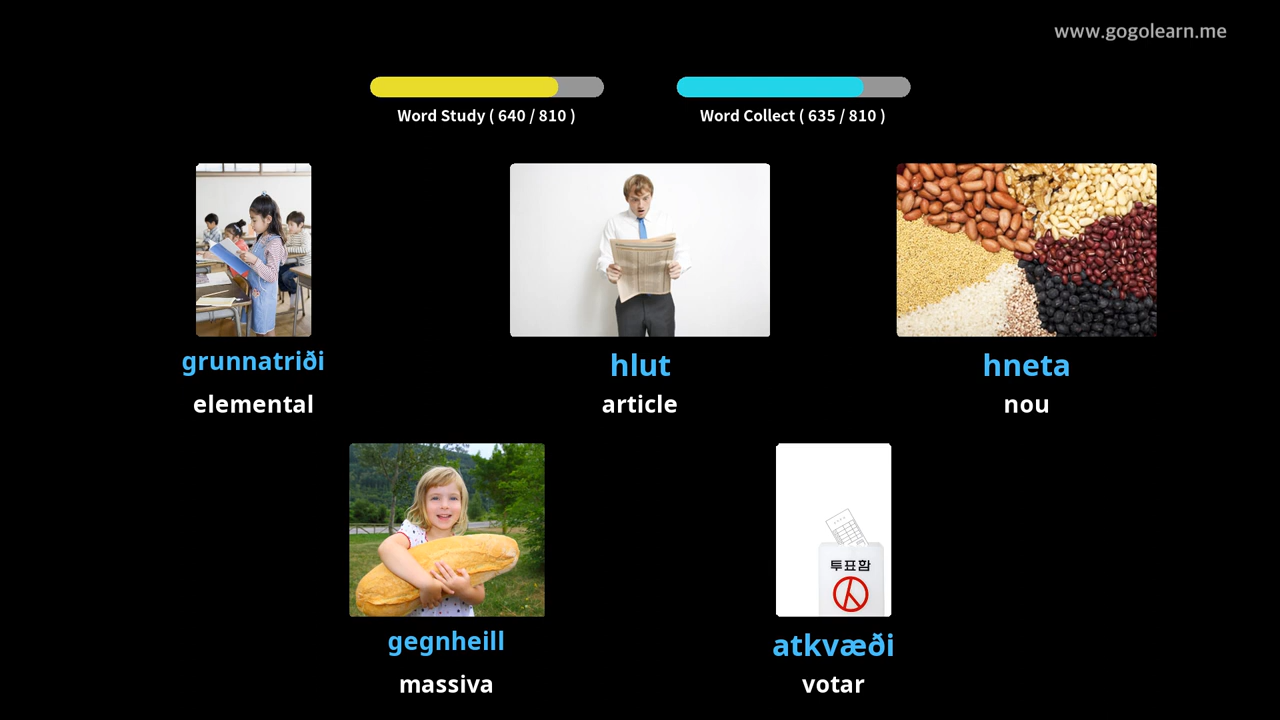 www.gogolearn.me
Word Study ( 640 / 810 )
Word Collect ( 635 / 810 )
grunnatriði
elemental
hlut
article
hneta
nou
투표함
gegnheill
massiva
atkvæði
votar